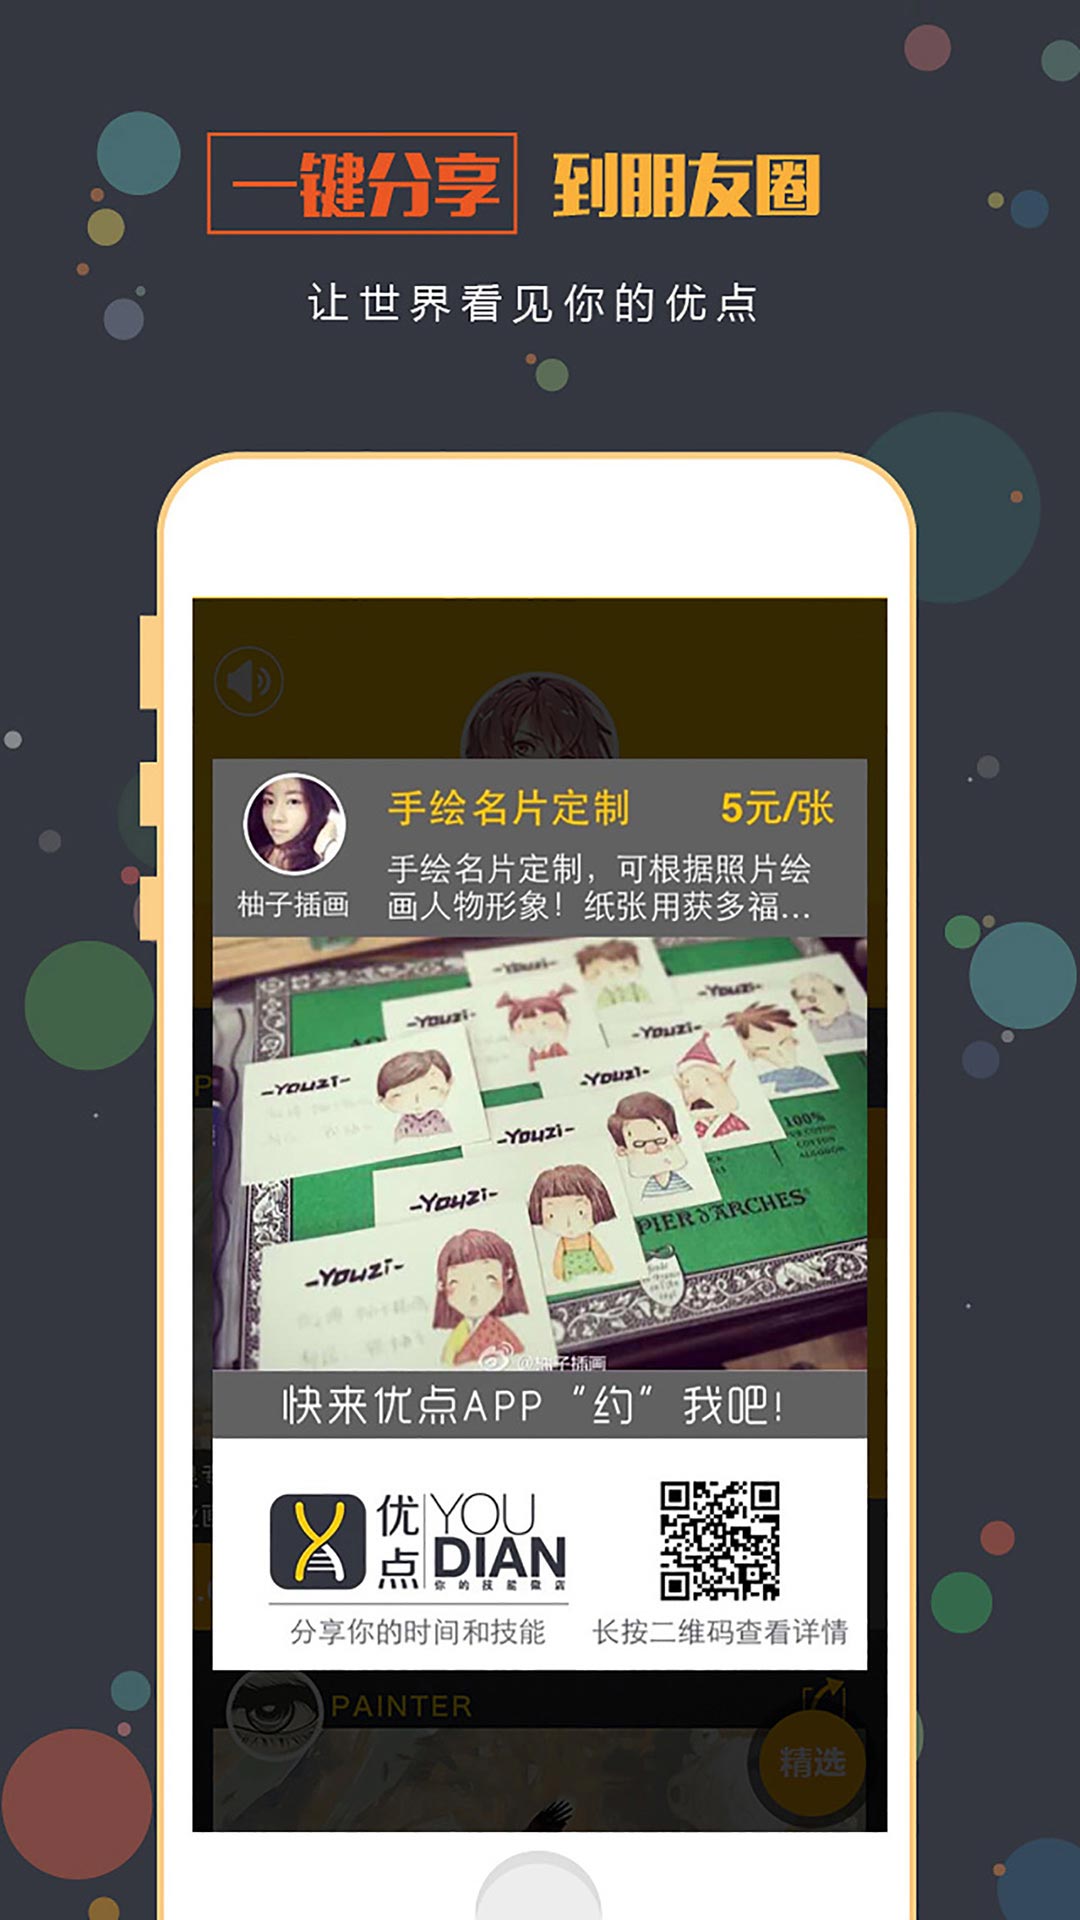 一键分享 到朋友圈
让世界看见你的优点
手绘名片定制 5元/张
手绘名片定制，可根据照片绘
画人物形象！纸张用获多福...
柚子插画
-YOUZI-
-YOUZI-
-YOUZI-
-YOUZI-
-YOUZI-
-YOUZI-
-YOUZI-
-YOUZI-
-YOUZI-
100%
COTTON
PIER D'ARCHES
@柚子插画
快来优点APP“约”我吧！
优点 YOU
DIAN
你的技能微店
分享你的时间和技能
长按二维码查看详情
PAINTER
精选